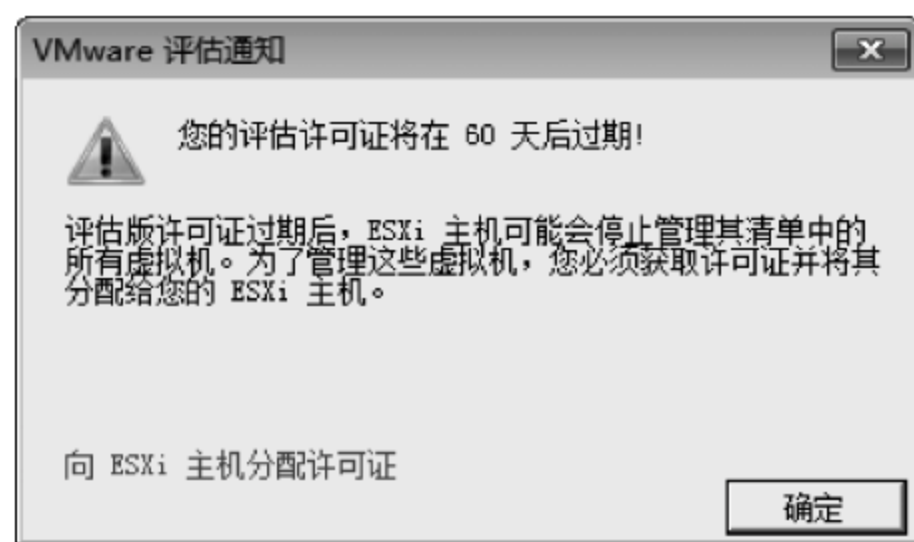 VMware 评估通知
您的评估许可证将在 60 天后过期!
评估版许可证过期后，ESXi 主机可能会停止管理其清单中的
所有虚拟机。为了管理这些虚拟机，您必须获取许可证并将其
分配给您的 ESXi 主机。
向 ESXi 主机分配许可证
确定